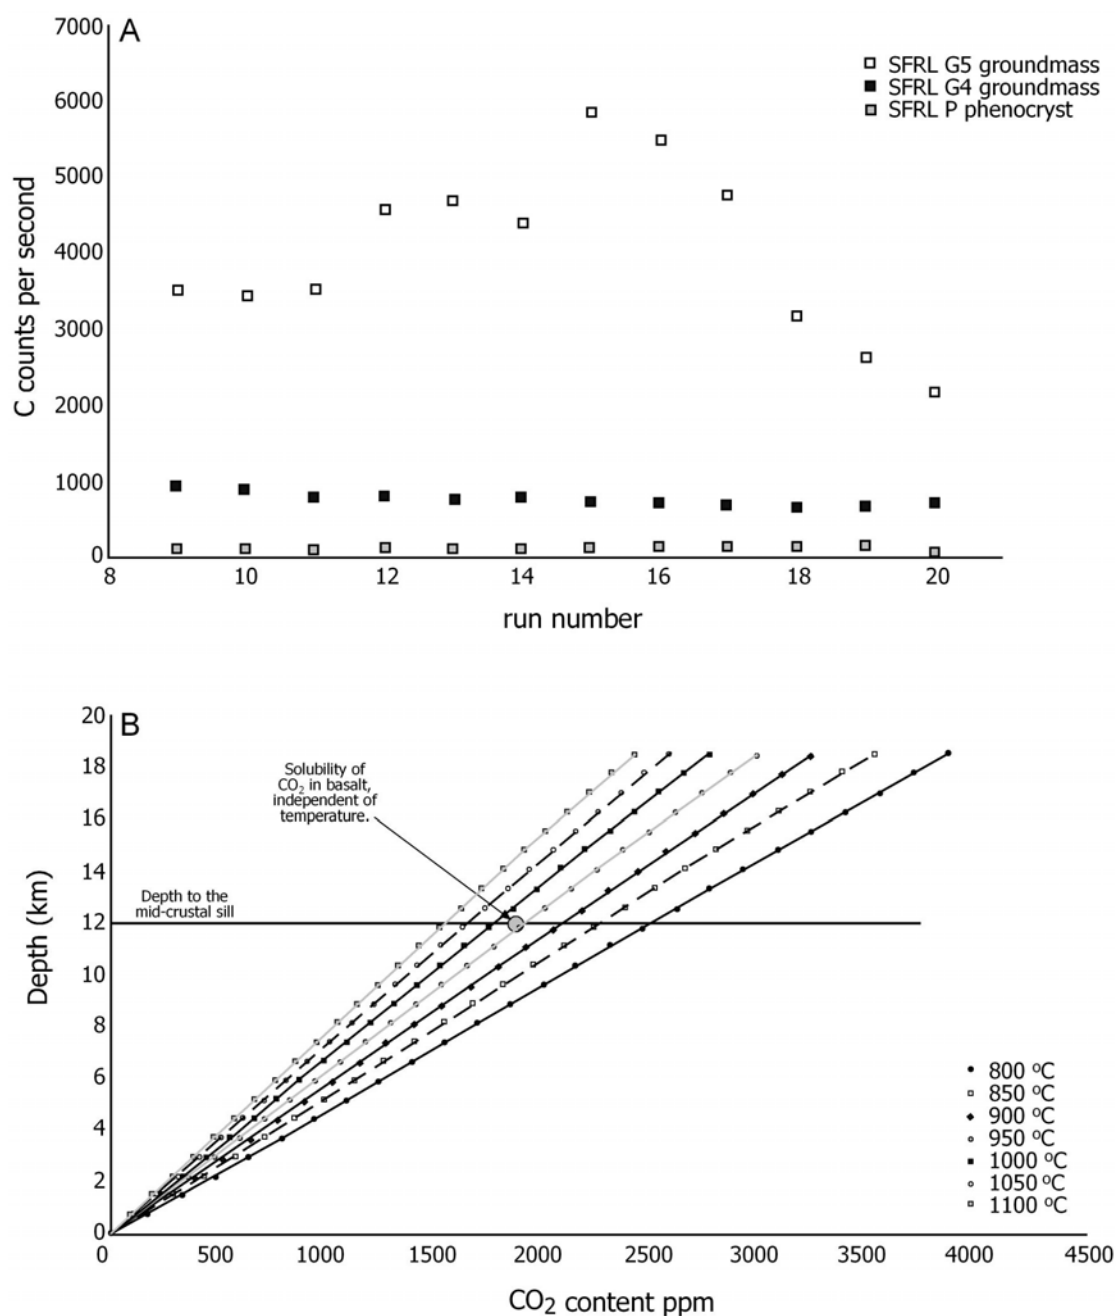 A
7000
6000
5000
4000
3000
2000
1000
0
C counts per second
SFRL G5 groundmass
SFRL G4 groundmass
SFRL P phenocryst
8 10 12 14 16 18 20
run number
B
20
18
16
14
12
10
8
6
4
2
0
Depth (km)
Solubility of
CO2 in basalt,
independent of
temperature.
Depth to the
mid-crustal sill
800 °C
850 °C
900 °C
950 °C
1000 °C
1050 °C
1100 °C
0 500 1000 1500 2000 2500 3000 3500 4000 4500
CO2 content ppm